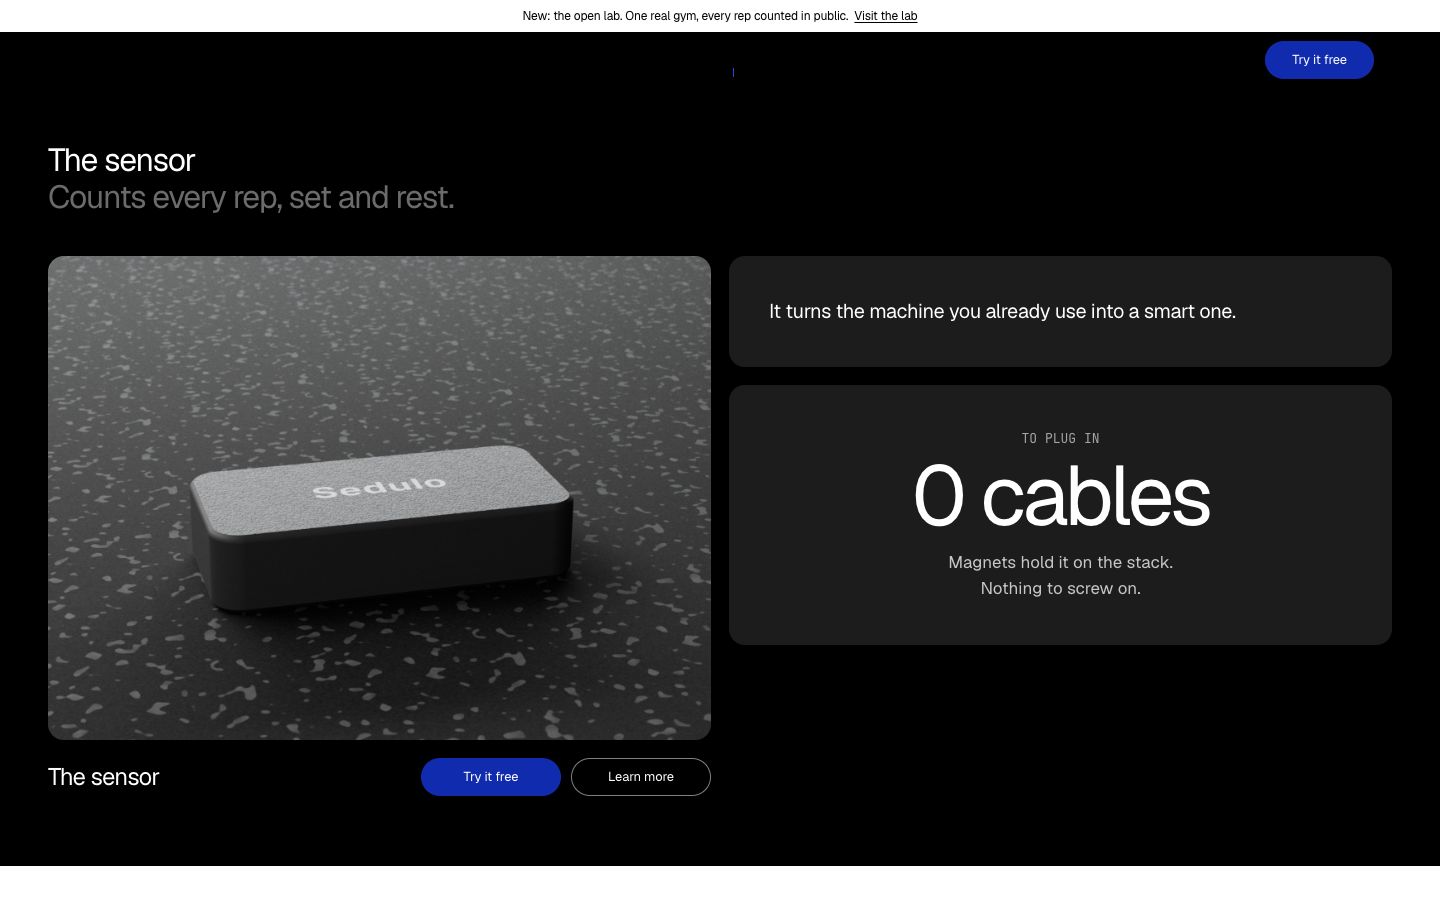 New: the open lab. One real gym, every rep counted in public. Visit the lab
Try it free
The sensor
Counts every rep, set and rest.
Sedulo
It turns the machine you already use into a smart one.
TO PLUG IN
0 cables
Magnets hold it on the stack.
Nothing to screw on.
The sensor
Try it free
Learn more